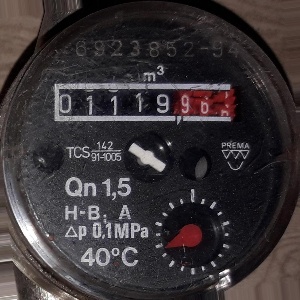 6923852-94
m³
01119,96
TCS 142/91-1005
PREMA
Qn 1,5
H-B, A
Δp 0,1MPa
40°C